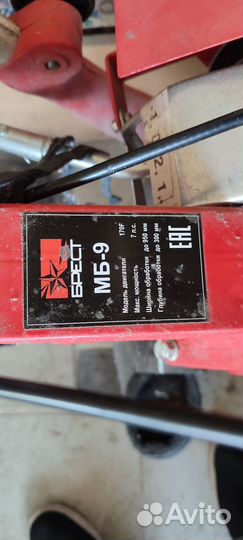 БРЕСТ
МБ-9
Модель двигателя 170F
Макс. мощность 7 л.с.
Ширина обработки до 950 мм
Глубина обработки до 300 мм
ЕАС
Avito